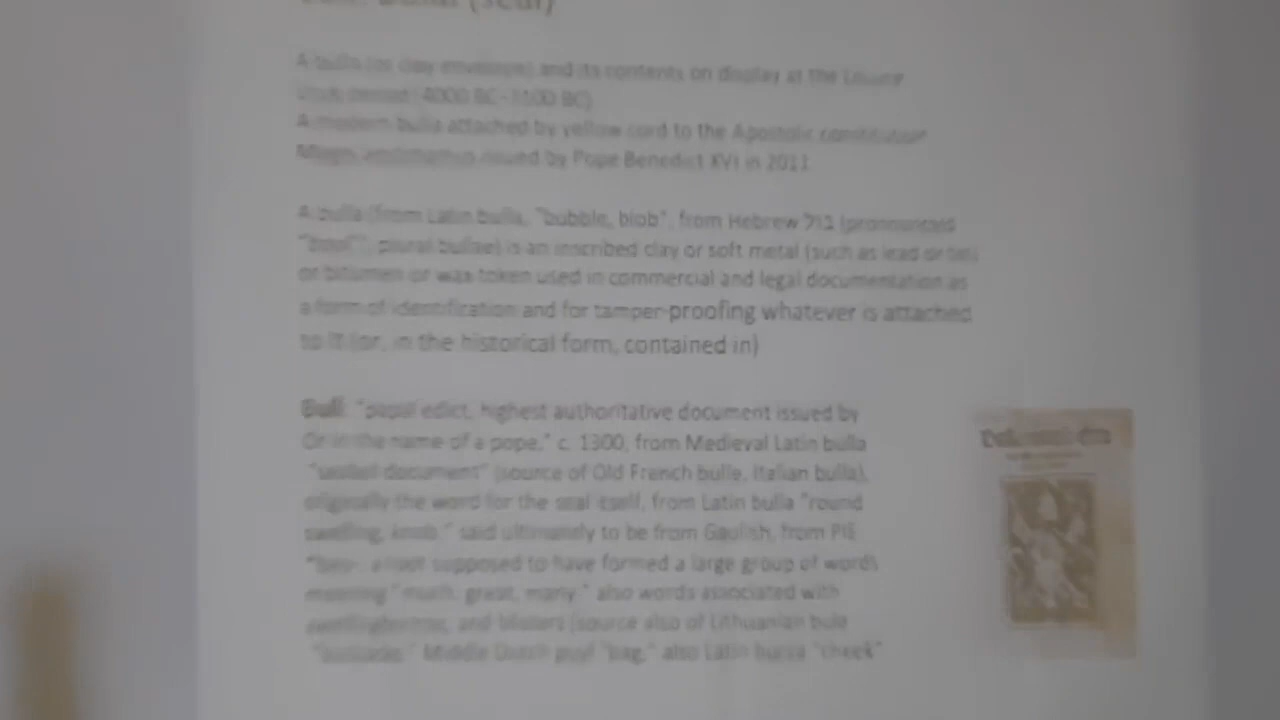 (seal)
A bulla (or clay envelope) and its contents on display at the Louvre
Uruk period (4000 BC-3100 BC)
A modern bulla attached by yellow cord to the Apostolic constitution
issued by Pope Benedict XVI in 2011
A bulla (from Latin bulla, "bubble, blob", from Hebrew (pronounced
plural bullae) is an inscribed clay or soft metal (such as lead or tin)
or bitumen or wax token used in commercial and legal documentation as
a form of identification and for tamper-proofing whatever is attached
to it (or, in the historical form, contained in)
Bull: "papal edict, highest authoritative document issued by
Or in the name of a pope," c. 1300, from Medieval Latin bulla
"sealed document" (source of Old French bulle, Italian bulla),
originally the word for the seal itself, from Latin bulla "round
swelling, knob," said ultimately to be from Gaulish, from PIE
a root supposed to have formed a large group of words
meaning "much, great, many," also words associated with
and blisters (source also of Lithuanian
Middle Dutch "bag," also Latin "cheek"